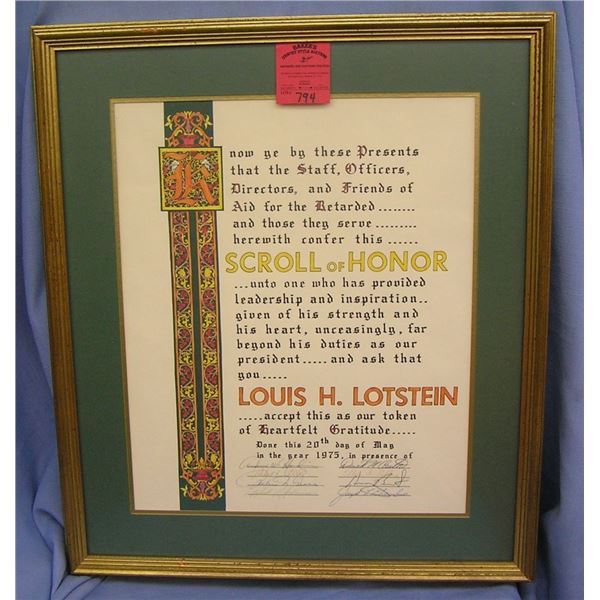 794
Know ye by these Presents
that the Staff, Officers,
Directors, and Friends of
Aid for the Retarded ........
and those they serve .........
herewith confer this ......
SCROLL OF HONOR
...unto one who has provided
leadership and inspiration..
given of his strength and
his heart, unceasingly, far
beyond his duties as our
president..... and ask that
you.....
LOUIS H. LOTSTEIN
.....accept this as our token
of Heartfelt Gratitude.....
Done this 20th day of May
in the year 1975, in presence of